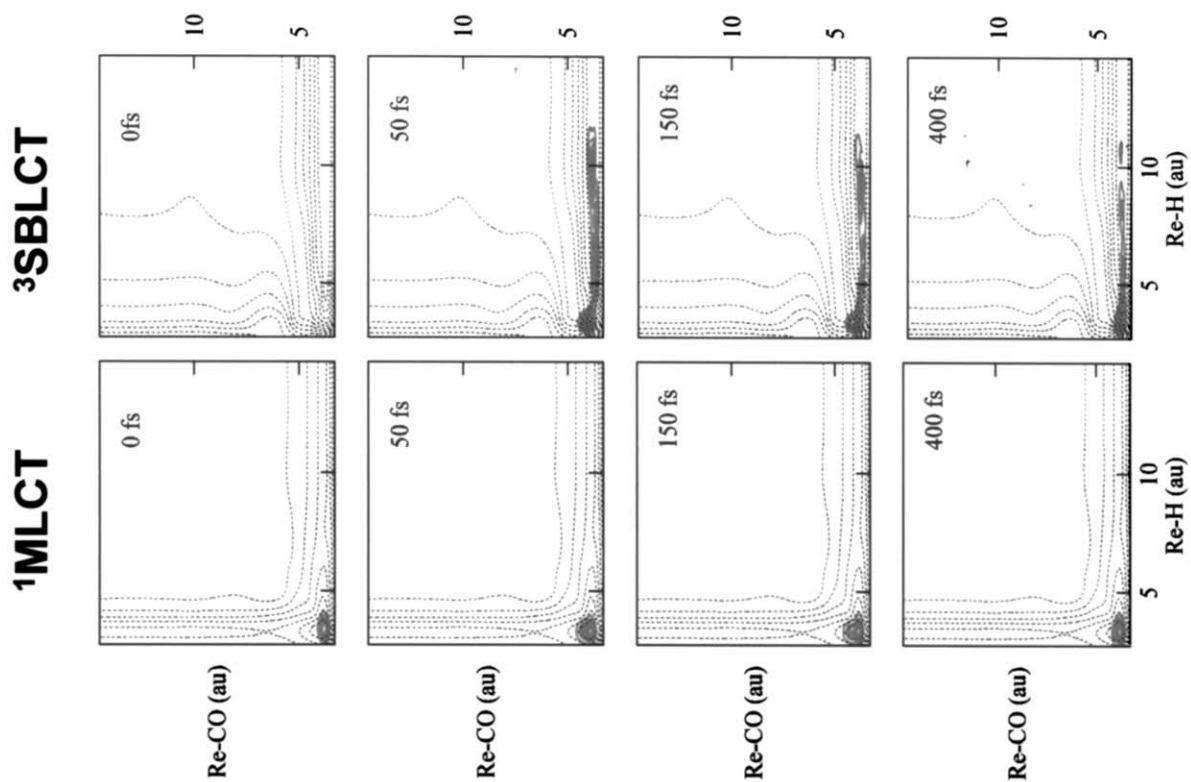 ¹MLCT
³SBLCT
Re-CO (au)
0 fs
0fs
10
5
Re-CO (au)
50 fs
50 fs
10
5
Re-CO (au)
150 fs
150 fs
10
5
Re-CO (au)
400 fs
400 fs
10
5
5 10
5 10
Re-H (au)
Re-H (au)